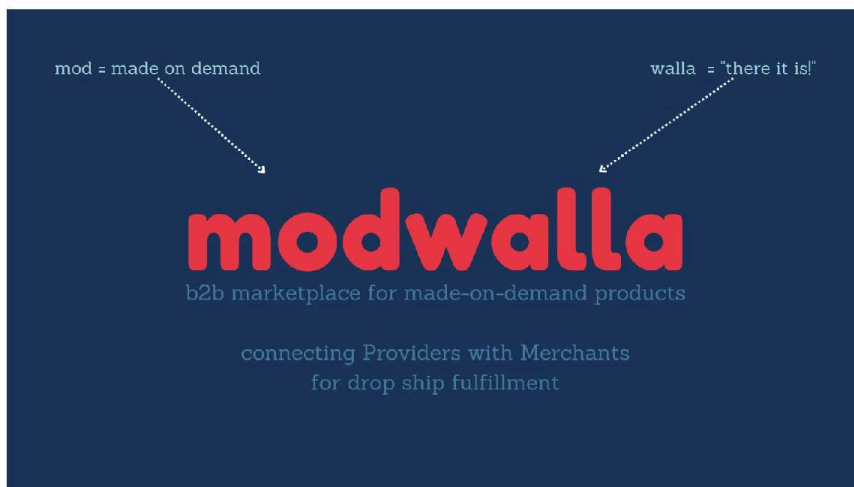 mod = made on demand
walla = "there it is!"
modwalla
b2b marketplace for made-on-demand products
connecting Providers with Merchants
for drop ship fulfillment